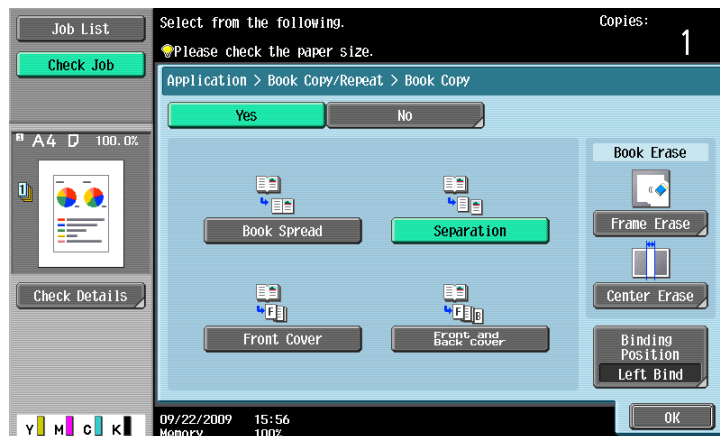 Job List
Check Job
Select from the following.
Please check the paper size.
Copies:
1
Application > Book Copy/Repeat > Book Copy
Yes
No
A4 100.0%
Check Details
Book Spread
Separation
Front Cover
Front and
Back Cover
Book Erase
Frame Erase
Center Erase
Binding
Position
Left Bind
OK
Y M C K
09/22/2009 15:56
Memory 100%